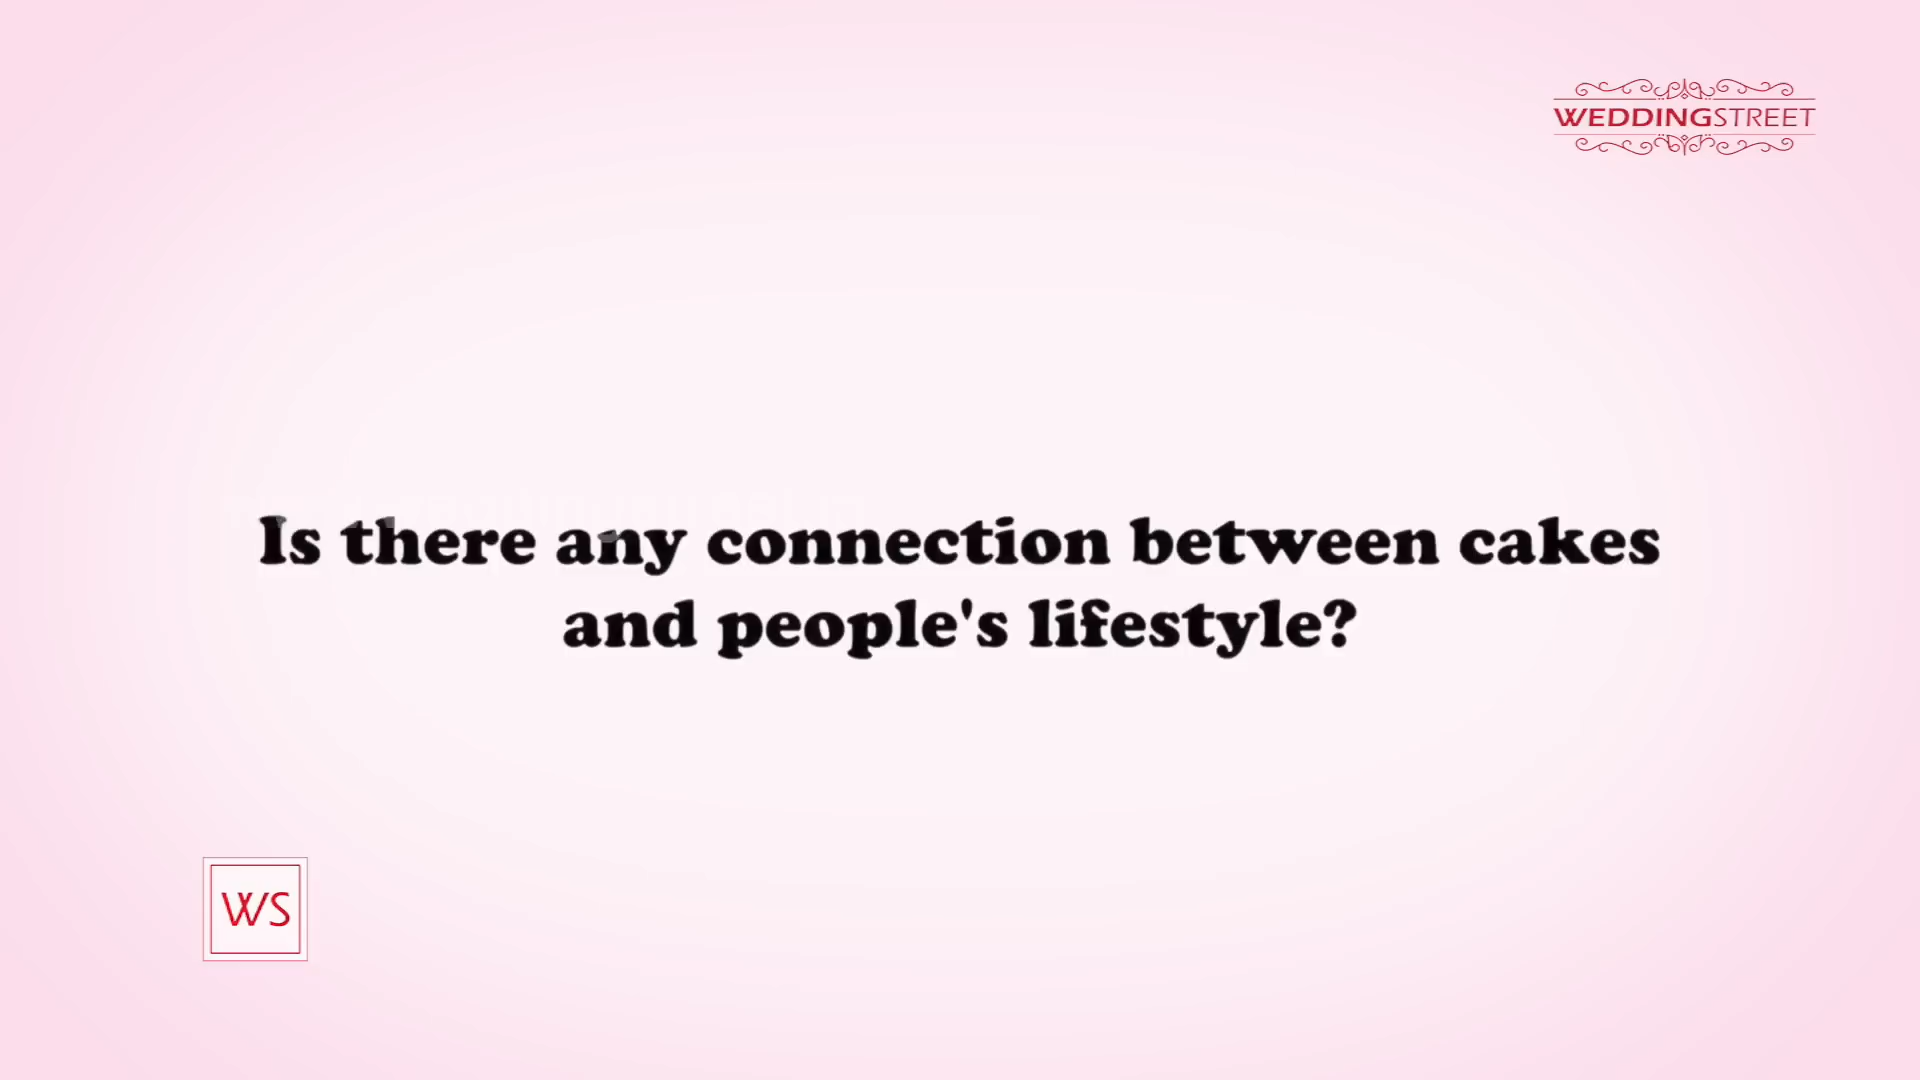 WEDDINGSTREET
Is there any connection between cakes
and people's lifestyle?
WS